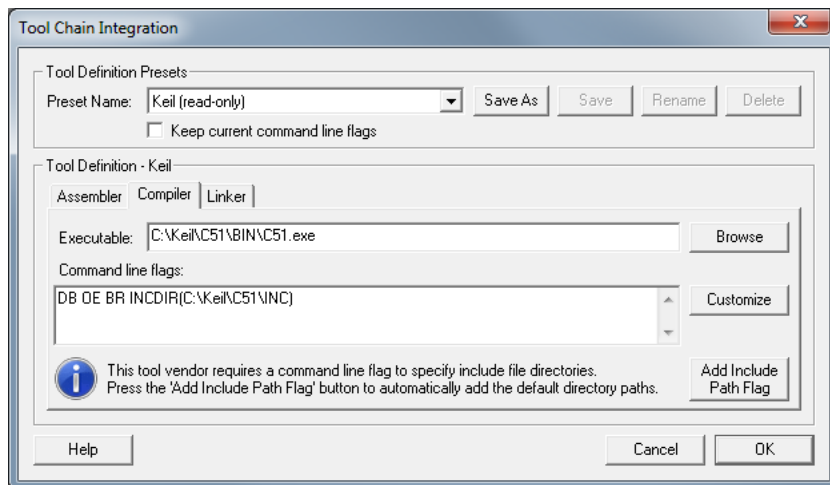 Tool Chain Integration
Tool Definition Presets
Preset Name: Keil (read-only) Save As Save Rename Delete
Keep current command line flags
Tool Definition - Keil
Assembler Compiler Linker
Executable: C:\Keil\C51\BIN\C51.exe Browse
Command line flags:
DB OE BR INCDIR(C:\Keil\C51\INC) Customize
This tool vendor requires a command line flag to specify include file directories.
Press the 'Add Include Path Flag' button to automatically add the default directory paths.
Add Include
Path Flag
Help Cancel OK